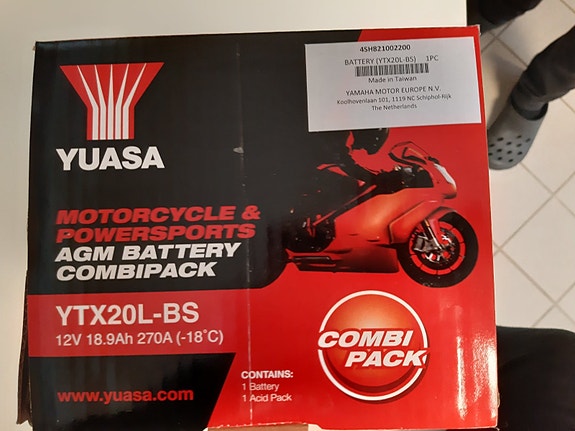 4SHB21002200
BATTERY (YTX20L-BS) 1PC
Made in Taiwan
YAMAHA MOTOR EUROPE N.V.
Koolhovenlaan 101, 1119 NC Schiphol-Rijk
The Netherlands
YUASA
MOTORCYCLE &
POWERSPORTS
AGM BATTERY
COMBIPACK
YTX20L-BS
12V 18.9Ah 270A (-18°C)
COMBI
PACK
CONTAINS:
1 Battery
1 Acid Pack
www.yuasa.com